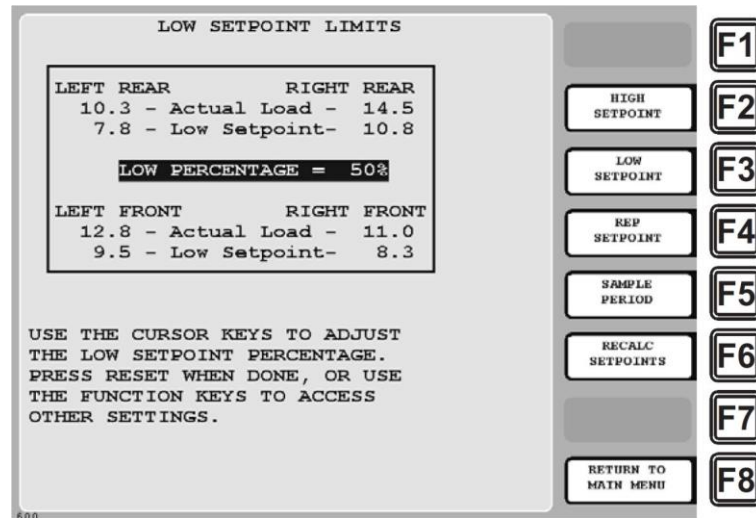 LOW SETPOINT LIMITS
LEFT REAR RIGHT REAR
10.3 - Actual Load - 14.5
7.8 - Low Setpoint- 10.8
LOW PERCENTAGE = 50%
LEFT FRONT RIGHT FRONT
12.8 - Actual Load - 11.0
9.5 - Low Setpoint- 8.3
USE THE CURSOR KEYS TO ADJUST
THE LOW SETPOINT PERCENTAGE.
PRESS RESET WHEN DONE, OR USE
THE FUNCTION KEYS TO ACCESS
OTHER SETTINGS.
F1
HIGH
SETPOINT
F2
LOW
SETPOINT
F3
REP
SETPOINT
F4
SAMPLE
PERIOD
F5
RECALC
SETPOINTS
F6
F7
RETURN TO
MAIN MENU
F8